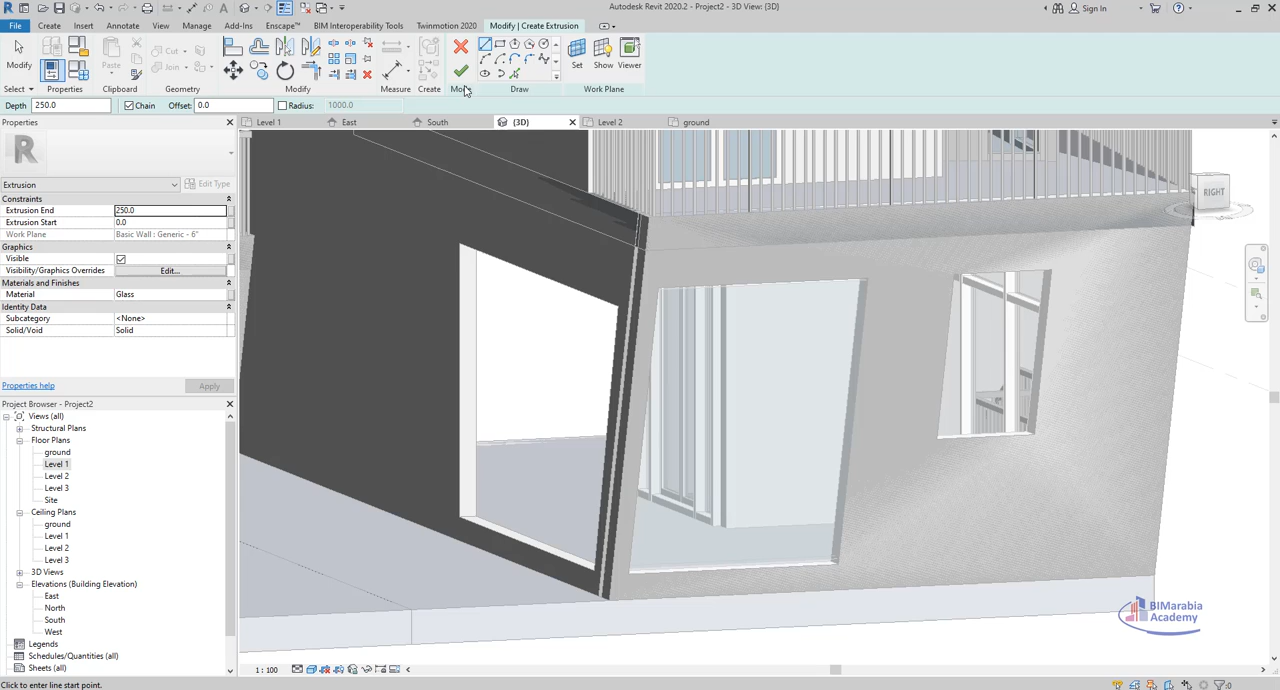 Autodesk Revit 2020.2 - Project2 - 3D View: {3D}
Sign In
File Create Insert Annotate View Manage Add-Ins Enscape™ BIM Interoperability Tools Twinmotion 2020 Modify | Create Extrusion
Modify Paste Cut Join Set Show Viewer
Select Properties Clipboard Geometry Modify Measure Create Mode Draw Work Plane
Depth 250.0 Chain Offset: 0.0 Radius: 1000.0
Properties
Level 1 East South {3D} Level 2 ground
Extrusion Edit Type
Constraints
Extrusion End 250.0
Extrusion Start 0.0
Work Plane Basic Wall : Generic - 6"
Graphics
Visible
Visibility/Graphics Overrides Edit...
Materials and Finishes
Material Glass
Identity Data
Subcategory <None>
Solid/Void Solid
Properties help Apply
Project Browser - Project2
Views (all)
Structural Plans
Floor Plans
ground
Level 1
Level 2
Level 3
Site
Ceiling Plans
ground
Level 1
Level 2
Level 3
3D Views
Elevations (Building Elevation)
East
North
South
West
Legends
Schedules/Quantities (all)
Sheets (all)
RIGHT
BIMarabia
Academy
1 : 100
Click to enter line start point.
:0